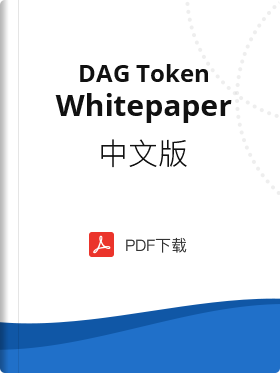 DAG Token
Whitepaper
中文版
PDF下载